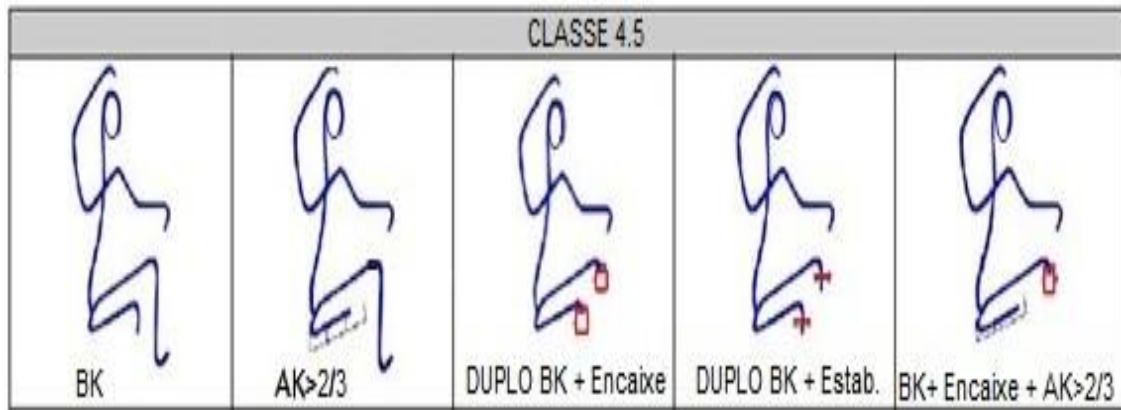 CLASSE 4.5
BK
AK>2/3
DUPLO BK + Encaixe
DUPLO BK + Estab.
BK+ Encaixe + AK>2/3